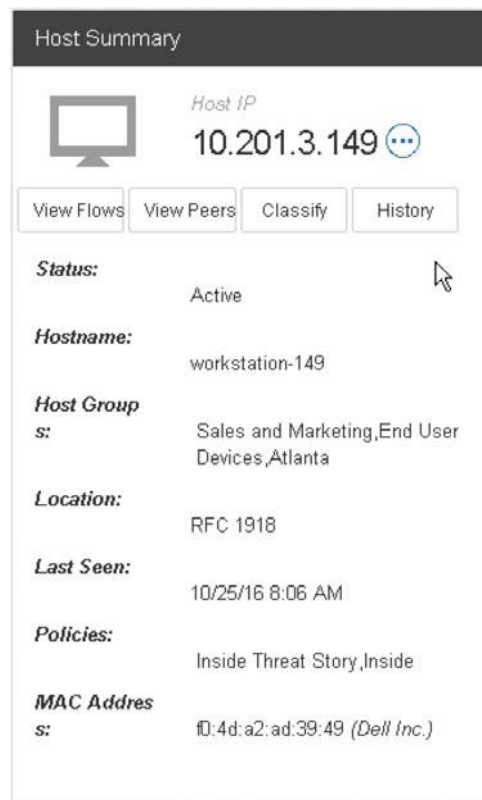 Host Summary
Host IP
10.201.3.149
View Flows View Peers Classify History
Status:
Active
Hostname:
workstation-149
Host Group
s:
Sales and Marketing,End User
Devices,Atlanta
Location:
RFC 1918
Last Seen:
10/25/16 8:06 AM
Policies:
Inside Threat Story,Inside
MAC Addres
s:
f0:4d:a2:ad:39:49 (Dell Inc.)